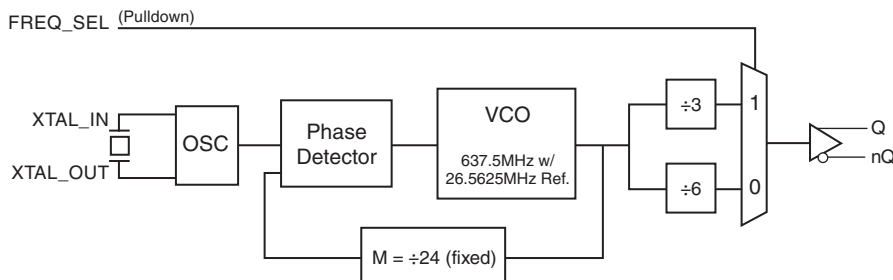 FREQ_SEL (Pulldown)
XTAL_IN
XTAL_OUT
OSC
Phase
Detector
VCO
637.5MHz w/
26.5625MHz Ref.
÷3
÷6
1
0
Q
nQ
M = ÷24 (fixed)